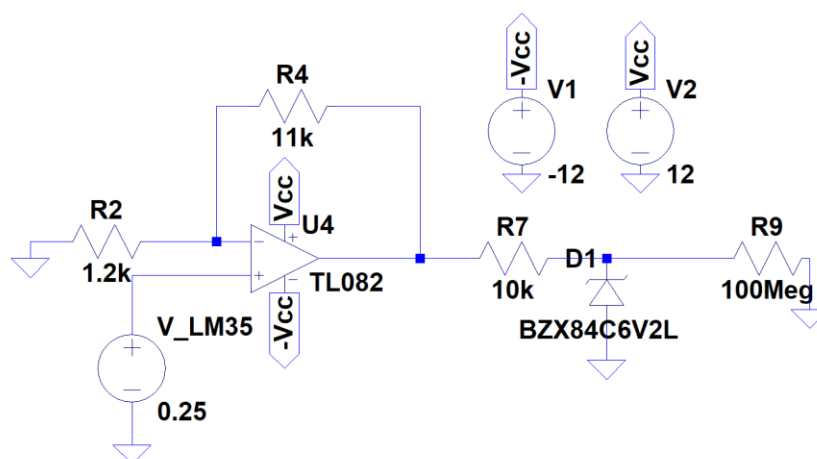 R4
11k
-Vcc
V1
-12
Vcc
V2
12
R2
1.2k
Vcc
U4
TL082
-Vcc
V_LM35
0.25
R7
10k
D1
BZX84C6V2L
R9
100Meg